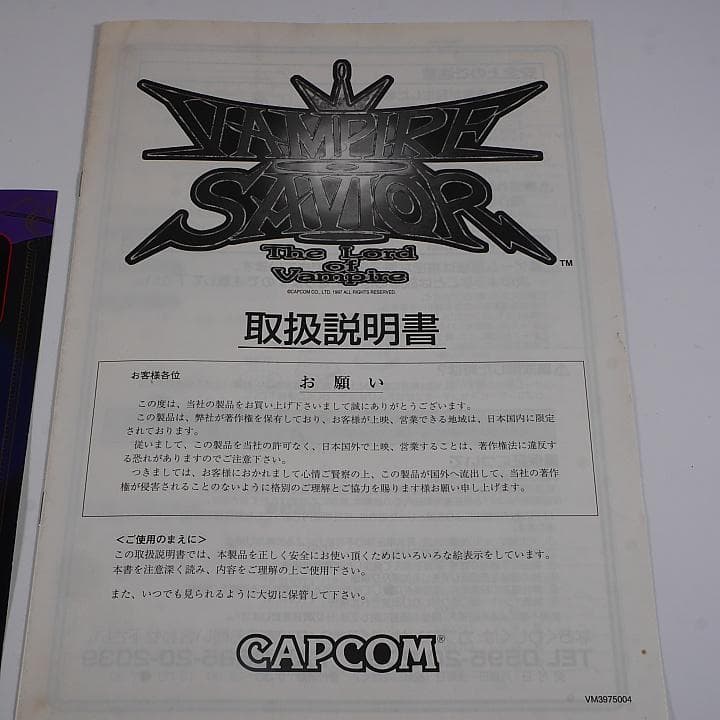 VAMPIRE
SAVIOR
The Lord
of
Vampire
TM
©CAPCOM CO., LTD. 1997 ALL RIGHTS RESERVED.
取扱説明書
お客様各位
お願い
この度は、当社の製品をお買い上げ下さいまして誠にありがとうございます。
この製品は、弊社が著作権を保有しており、お客様が上映、営業できる地域は、日本国内に限定
されております。
従いまして、この製品を当社の許可なく、日本国外で上映、営業することは、著作権法に違反す
る恐れがありますのでご注意下さい。
つきましては、お客様におかれまして心情ご賢察の上、この製品が国外へ流出して、当社の著作
権が侵害されることのないように格別のご理解とご協力を賜ります様お願い申し上げます。
<ご使用のまえに>
この取扱説明書では、本製品を正しく安全にお使い頂くためにいろいろな絵表示をしています。
本書を注意深く読み、内容をご理解の上ご使用下さい。
また、いつでも見られるように大切に保管して下さい。
CAPCOM®
VM3975004